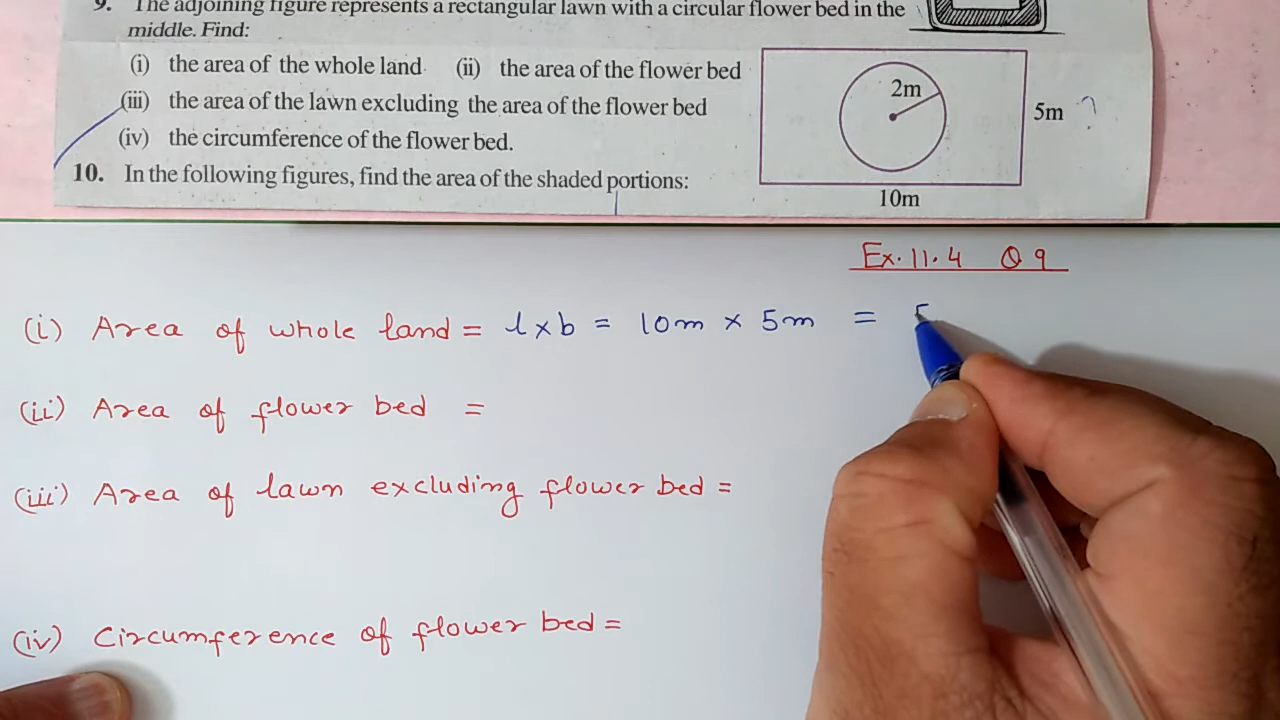 9. The adjoining figure represents a rectangular lawn with a circular flower bed in the
middle. Find:
(i) the area of the whole land (ii) the area of the flower bed
(iii) the area of the lawn excluding the area of the flower bed
(iv) the circumference of the flower bed.
10. In the following figures, find the area of the shaded portions:
2m
5m ?
10m
Ex. 11.4 Q 9
(i) Area of whole land = l x b = 10m x 5m = 5
(ii) Area of flower bed =
(iii) Area of lawn excluding flower bed =
(iv) Circumference of flower bed =